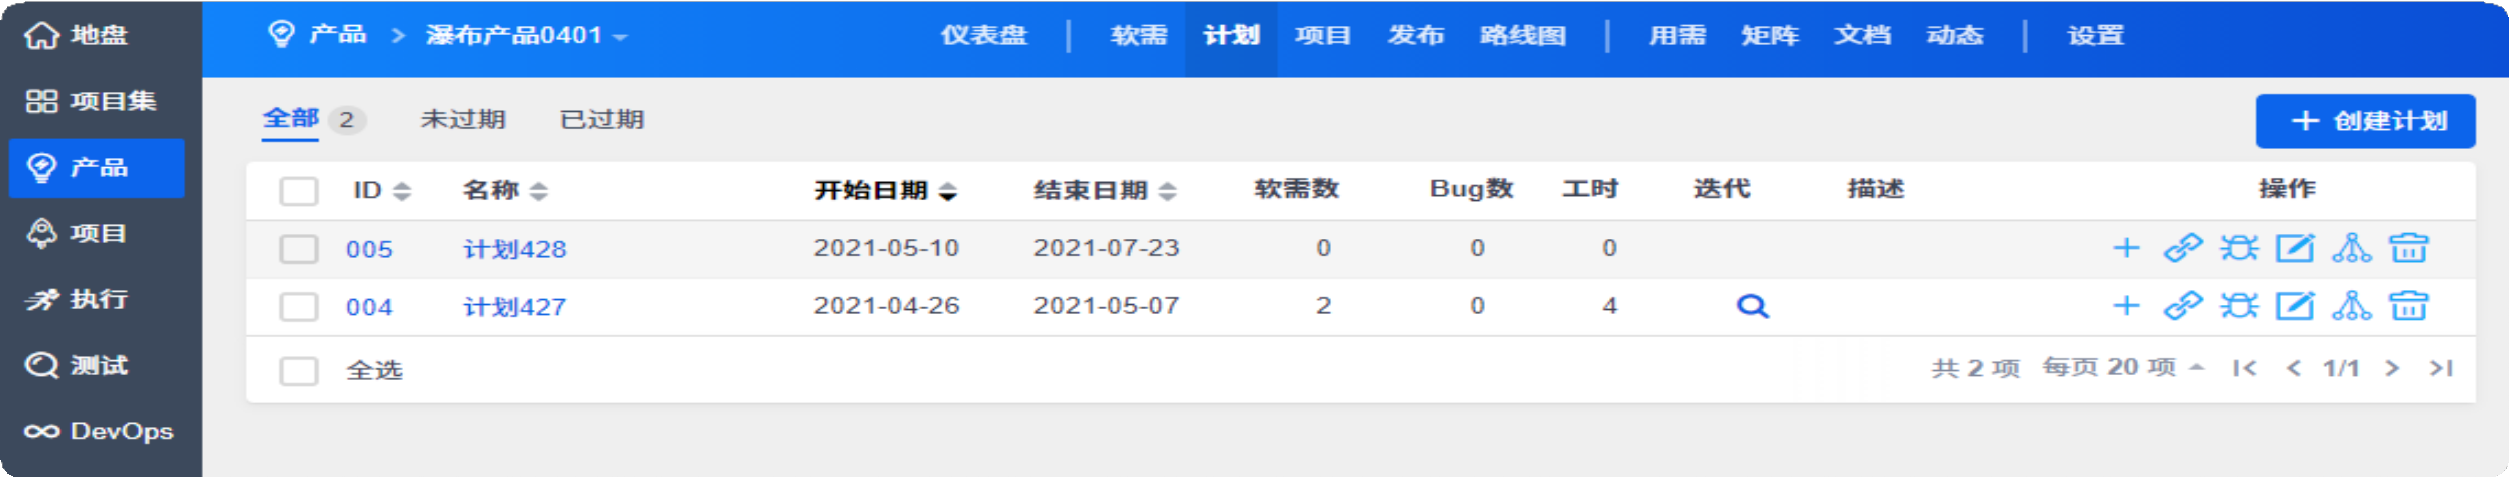 地盘
项目集
产品
项目
执行
测试
DevOps
产品 > 瀑布产品0401
仪表盘 | 软需 计划 项目 发布 路线图 | 用需 矩阵 文档 动态 | 设置
全部 2 未过期 已过期
+ 创建计划
ID 名称 开始日期 结束日期 软需数 Bug数 工时 迭代 描述 操作
005 计划428 2021-05-10 2021-07-23 0 0 0
004 计划427 2021-04-26 2021-05-07 2 0 4
全选
共 2 项 每页 20 项 1/1